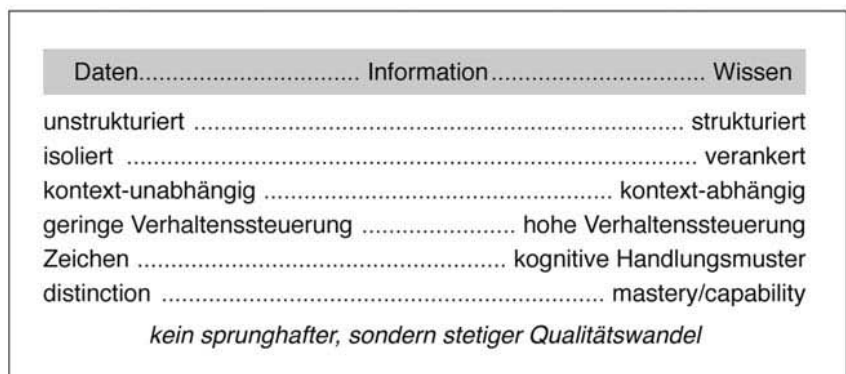 Daten.................................. Information................................. Wissen
unstrukturiert ........................................................................... strukturiert
isoliert ....................................................................................... verankert
kontext-unabhängig ..................................................... kontext-abhängig
geringe Verhaltenssteuerung ................... hohe Verhaltenssteuerung
Zeichen ........................................................ kognitive Handlungsmuster
distinction .................................................................... mastery/capability
kein sprunghafter, sondern stetiger Qualitätswandel